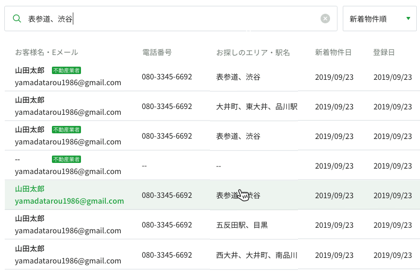 表参道、渋谷
新着物件順
お客様名・Eメール 電話番号 お探しのエリア・駅名 新着物件日 登録日
山田太郎 不動産業者
yamadatarou1986@gmail.com 080-3345-6692 表参道、渋谷 2019/09/23 2019/09/23
山田太郎 不動産業者
yamadatarou1986@gmail.com 080-3345-6692 大井町、東大井、品川駅 2019/09/23 2019/09/23
山田太郎 不動産業者
yamadatarou1986@gmail.com 080-3345-6692 表参道、渋谷 2019/09/23 2019/09/23
-- 不動産業者
yamadatarou1986@gmail.com -- -- 2019/09/23 2019/09/23
山田太郎
yamadatarou1986@gmail.com 080-3345-6692 表参道、渋谷 2019/09/23 2019/09/23
山田太郎
yamadatarou1986@gmail.com 080-3345-6692 五反田駅、目黒 2019/09/23 2019/09/23
山田太郎
yamadatarou1986@gmail.com 080-3345-6692 西大井、大井町、南品川 2019/09/23 2019/09/23